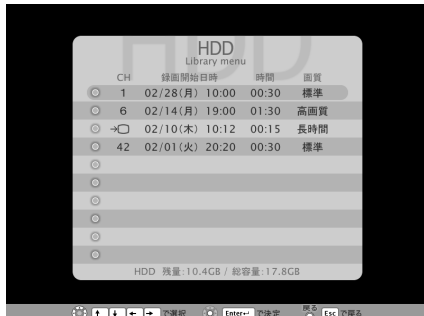 HDD
Library menu
CH 録画開始日時 時間 画質
1 02/28(月) 10:00 00:30 標準
6 02/14(月) 19:00 01:30 高画質
→ 02/10(木) 10:12 00:15 長時間
42 02/01(火) 20:20 00:30 標準
HDD 残量:10.4GB / 総容量:17.8GB
↑ ↓ ← → で選択 Enter↵ で決定 戻る Esc で戻る